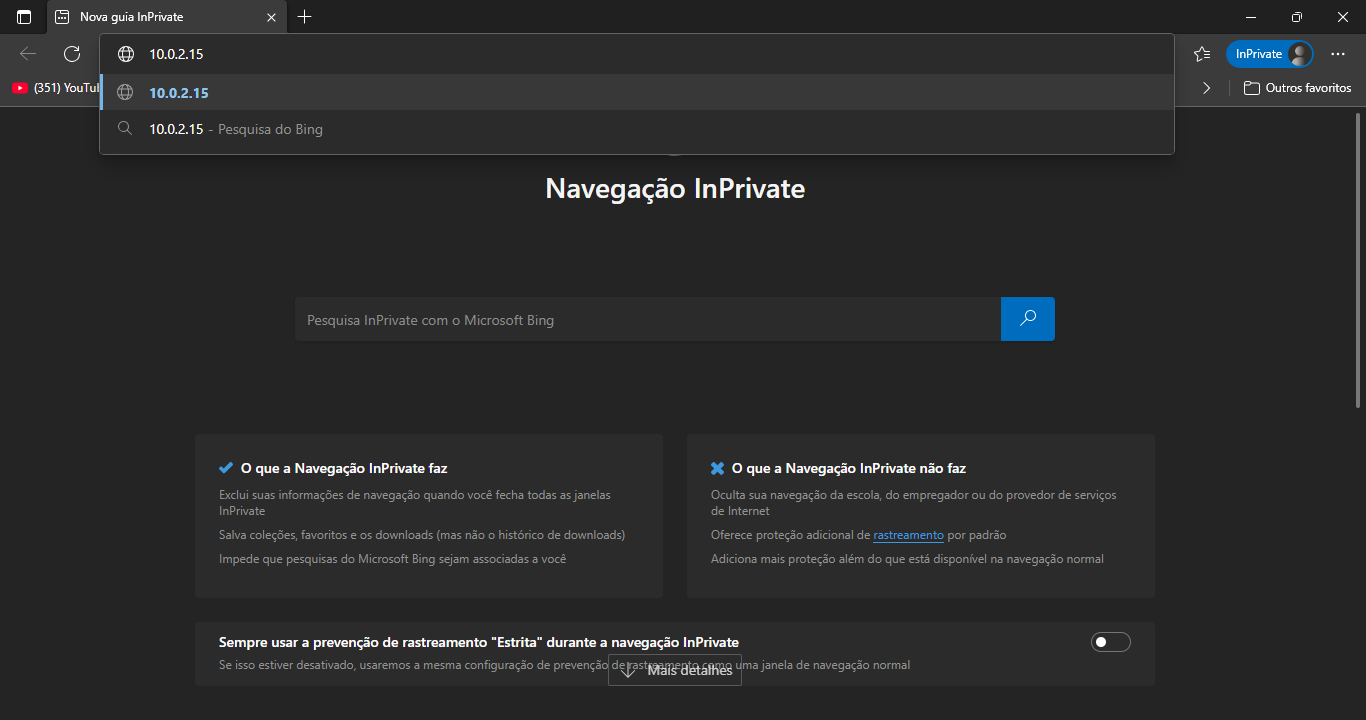 Nova guia InPrivate
10.0.2.15
InPrivate
(351) YouTul
10.0.2.15
Outros favoritos
10.0.2.15 - Pesquisa do Bing
Navegação InPrivate
Pesquisa InPrivate com o Microsoft Bing
O que a Navegação InPrivate faz
Exclui suas informações de navegação quando você fecha todas as janelas
InPrivate
Salva coleções, favoritos e os downloads (mas não o histórico de downloads)
Impede que pesquisas do Microsoft Bing sejam associadas a você
O que a Navegação InPrivate não faz
Oculta sua navegação da escola, do empregador ou do provedor de serviços
de Internet
Oferece proteção adicional de rastreamento por padrão
Adiciona mais proteção além do que está disponível na navegação normal
Sempre usar a prevenção de rastreamento "Estrita" durante a navegação InPrivate
Se isso estiver desativado, usaremos a mesma configuração de prevenção de rastreamento como uma janela de navegação normal
Mais detalhes